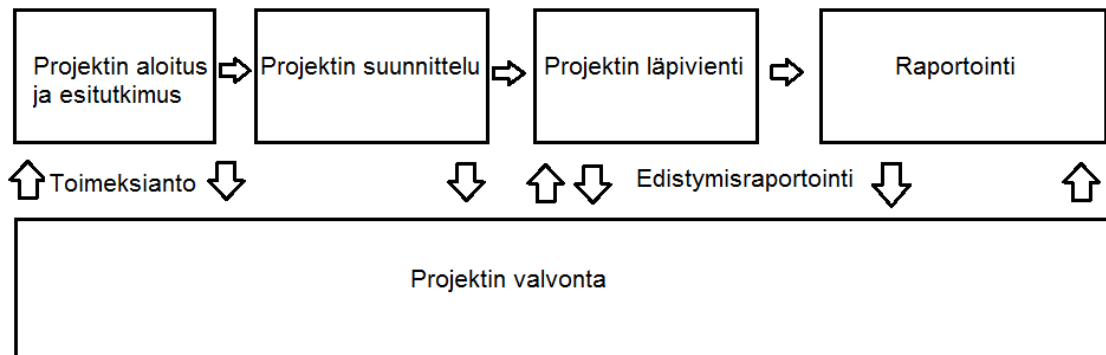 Projektin aloitus
ja esitutkimus
Projektin suunnittelu
Projektin läpivienti
Raportointi
Toimeksianto
Edistymisraportointi
Projektin valvonta